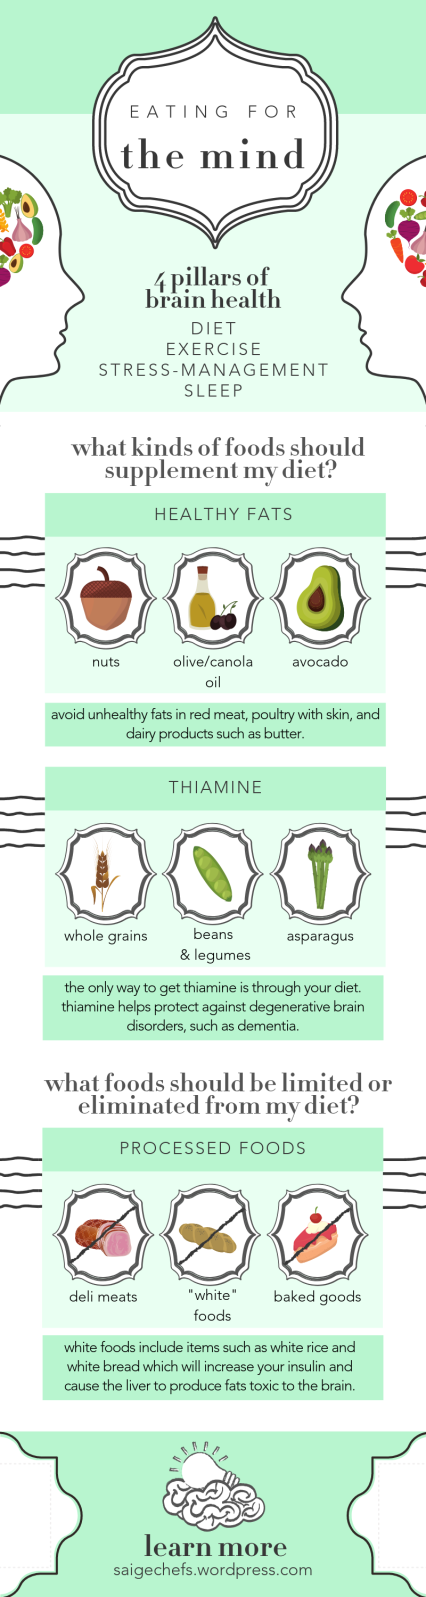 EATING FOR
the mind
4 pillars of
brain health
DIET
EXERCISE
STRESS-MANAGEMENT
SLEEP
what kinds of foods should
supplement my diet?
HEALTHY FATS
nuts
olive/canola
oil
avocado
avoid unhealthy fats in red meat, poultry with skin, and
dairy products such as butter.
THIAMINE
whole grains
beans
& legumes
asparagus
the only way to get thiamine is through your diet.
thiamine helps protect against degenerative brain
disorders, such as dementia.
what foods should be limited or
eliminated from my diet?
PROCESSED FOODS
deli meats
"white"
foods
baked goods
white foods include items such as white rice and
white bread which will increase your insulin and
cause the liver to produce fats toxic to the brain.
learn more
saigechefs.wordpress.com